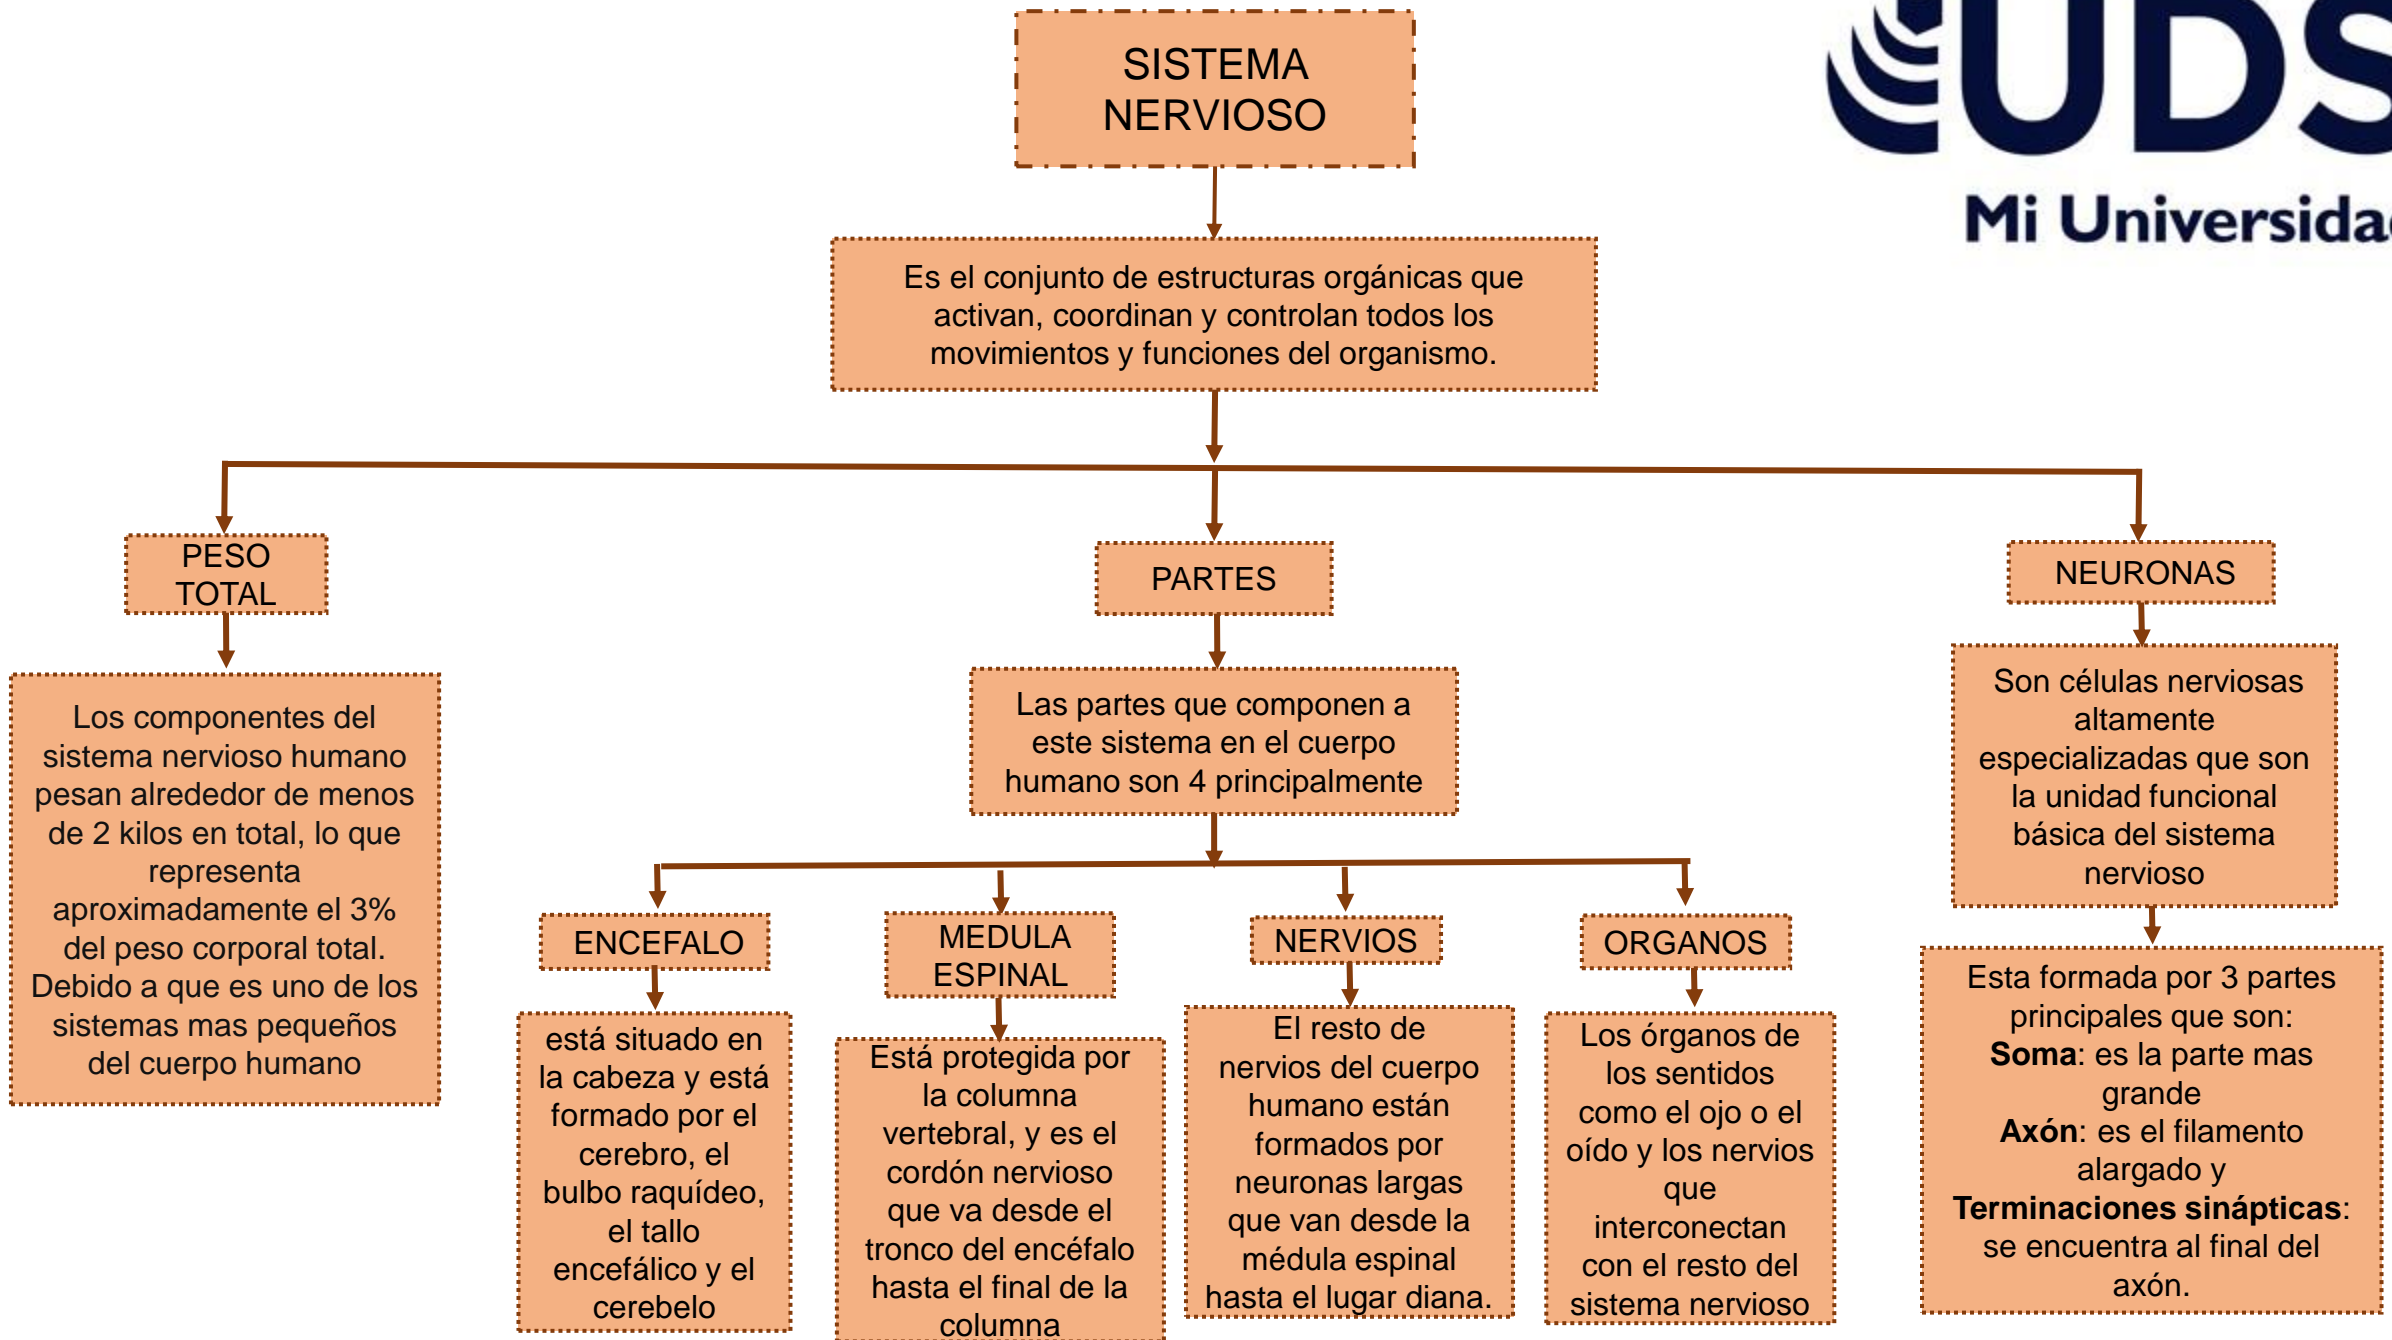 SISTEMA
NERVIOSO
UDS
Mi Universidad
Es el conjunto de estructuras orgánicas que
activan, coordinan y controlan todos los
movimientos y funciones del organismo.
PESO
TOTAL
Los componentes del
sistema nervioso humano
pesan alrededor de menos
de 2 kilos en total, lo que
representa
aproximadamente el 3%
del peso corporal total.
Debido a que es uno de los
sistemas mas pequeños
del cuerpo humano
PARTES
Las partes que componen a
este sistema en el cuerpo
humano son 4 principalmente
ENCEFALO
está situado en
la cabeza y está
formado por el
cerebro, el
bulbo raquídeo,
el tallo
encefálico y el
cerebelo
MEDULA
ESPINAL
Está protegida por
la columna
vertebral, y es el
cordón nervioso
que va desde el
tronco del encéfalo
hasta el final de la
columna
NERVIOS
El resto de
nervios del cuerpo
humano están
formados por
neuronas largas
que van desde la
médula espinal
hasta el lugar diana.
ORGANOS
Los órganos de
los sentidos
como el ojo o el
oído y los nervios
que
interconectan
con el resto del
sistema nervioso
NEURONAS
Son células nerviosas
altamente
especializadas que son
la unidad funcional
básica del sistema
nervioso
Esta formada por 3 partes
principales que son:
Soma: es la parte mas
grande
Axón: es el filamento
alargado y
Terminaciones sinápticas:
se encuentra al final del
axón.